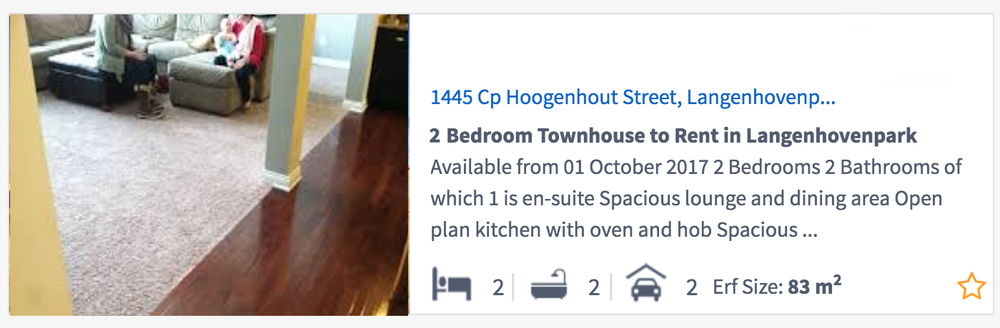 1445 Cp Hoogenhout Street, Langenhovenp...
2 Bedroom Townhouse to Rent in Langenhovenpark
Available from 01 October 2017 2 Bedrooms 2 Bathrooms of
which 1 is en-suite Spacious lounge and dining area Open
plan kitchen with oven and hob Spacious ...
2 2 2 Erf Size: 83 m²